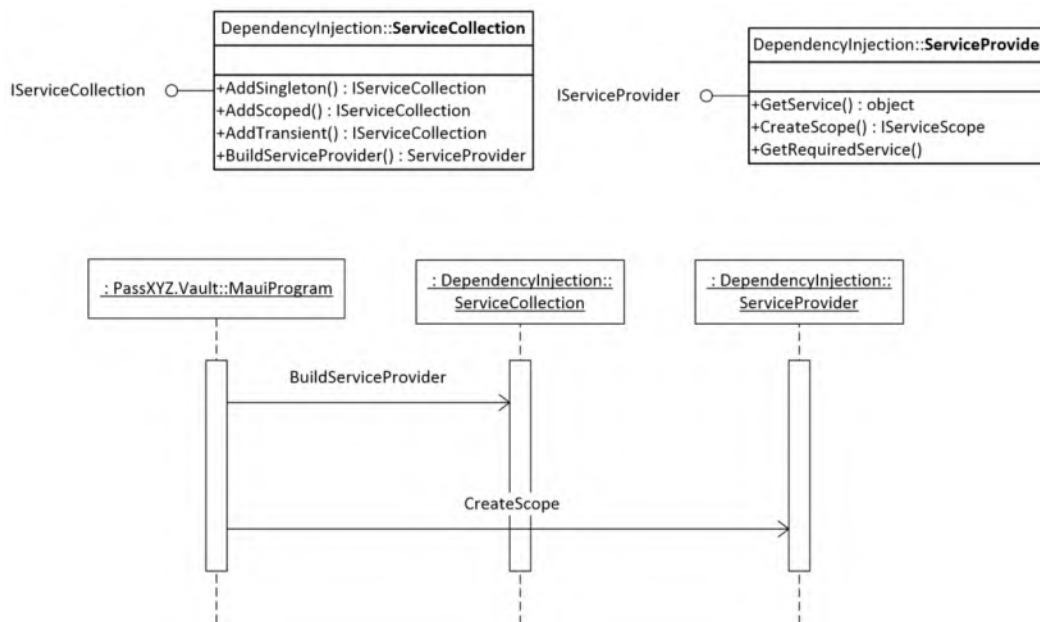 DependencyInjection::ServiceCollection
IServiceCollection
+AddSingleton() : IServiceCollection
+AddScoped() : IServiceCollection
+AddTransient() : IServiceCollection
+BuildServiceProvider() : ServiceProvider
DependencyInjection::ServiceProvide
IServiceProvider
+GetService() : object
+CreateScope() : IServiceScope
+GetRequiredService()
: PassXYZ.Vault::MauiProgram
: DependencyInjection::
ServiceCollection
: DependencyInjection::
ServiceProvider
BuildServiceProvider
CreateScope